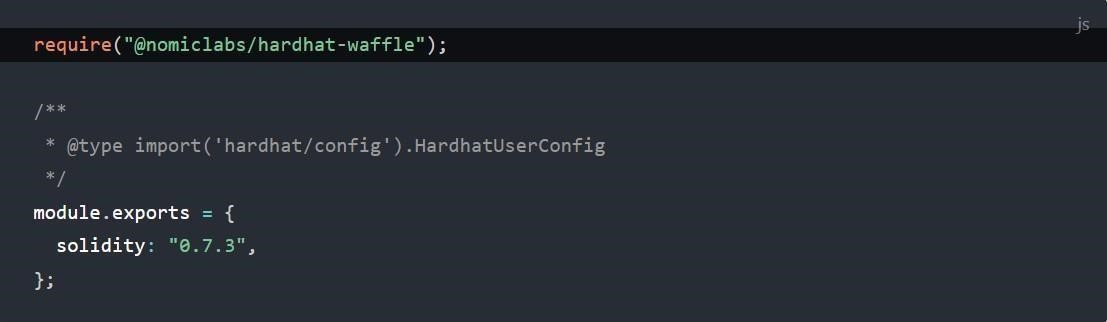 js
require("@nomiclabs/hardhat-waffle");
/**
 * @type import('hardhat/config').HardhatUserConfig
 */
module.exports = {
  solidity: "0.7.3",
};